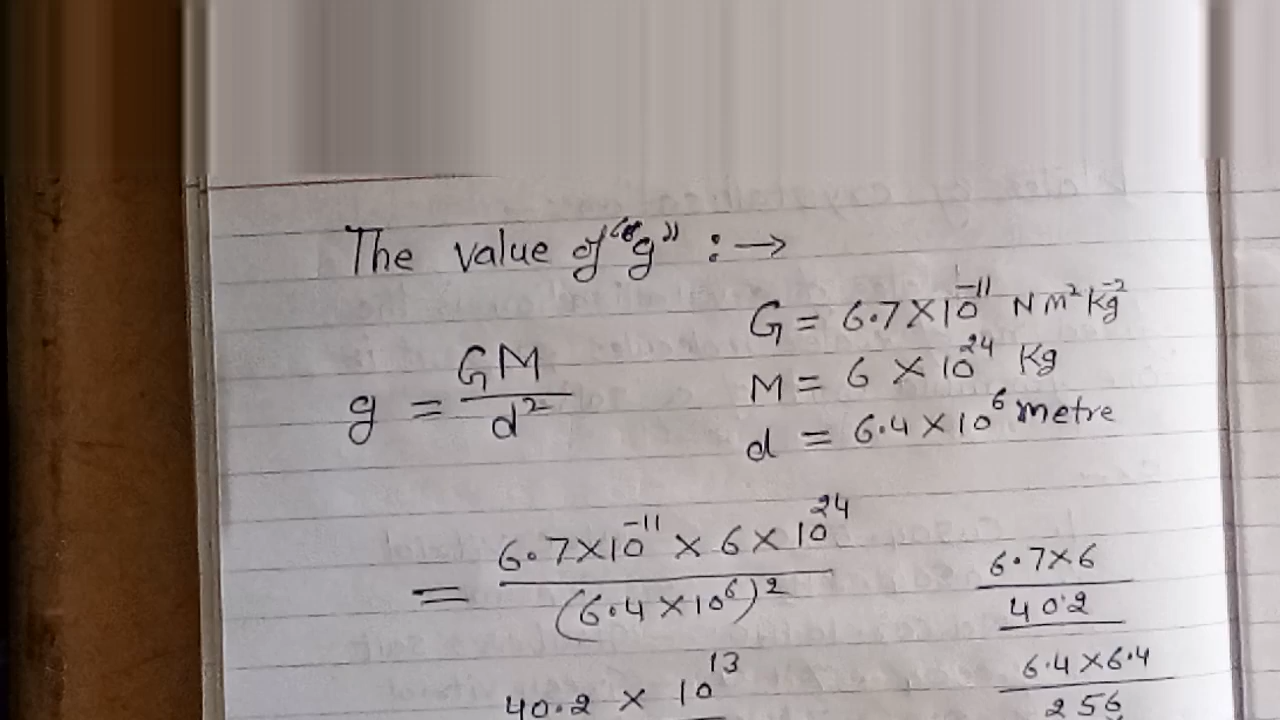 The value of "g" : →
G = 6.7×10⁻¹¹ Nm²Kg⁻²
g = GM/d²
M = 6 × 10²⁴ Kg
d = 6.4×10⁶ metre
= 6.7×10⁻¹¹ × 6×10²⁴ / (6.4×10⁶)²
6.7×6
40.2
40.2 × 10¹³
6.4×6.4
256